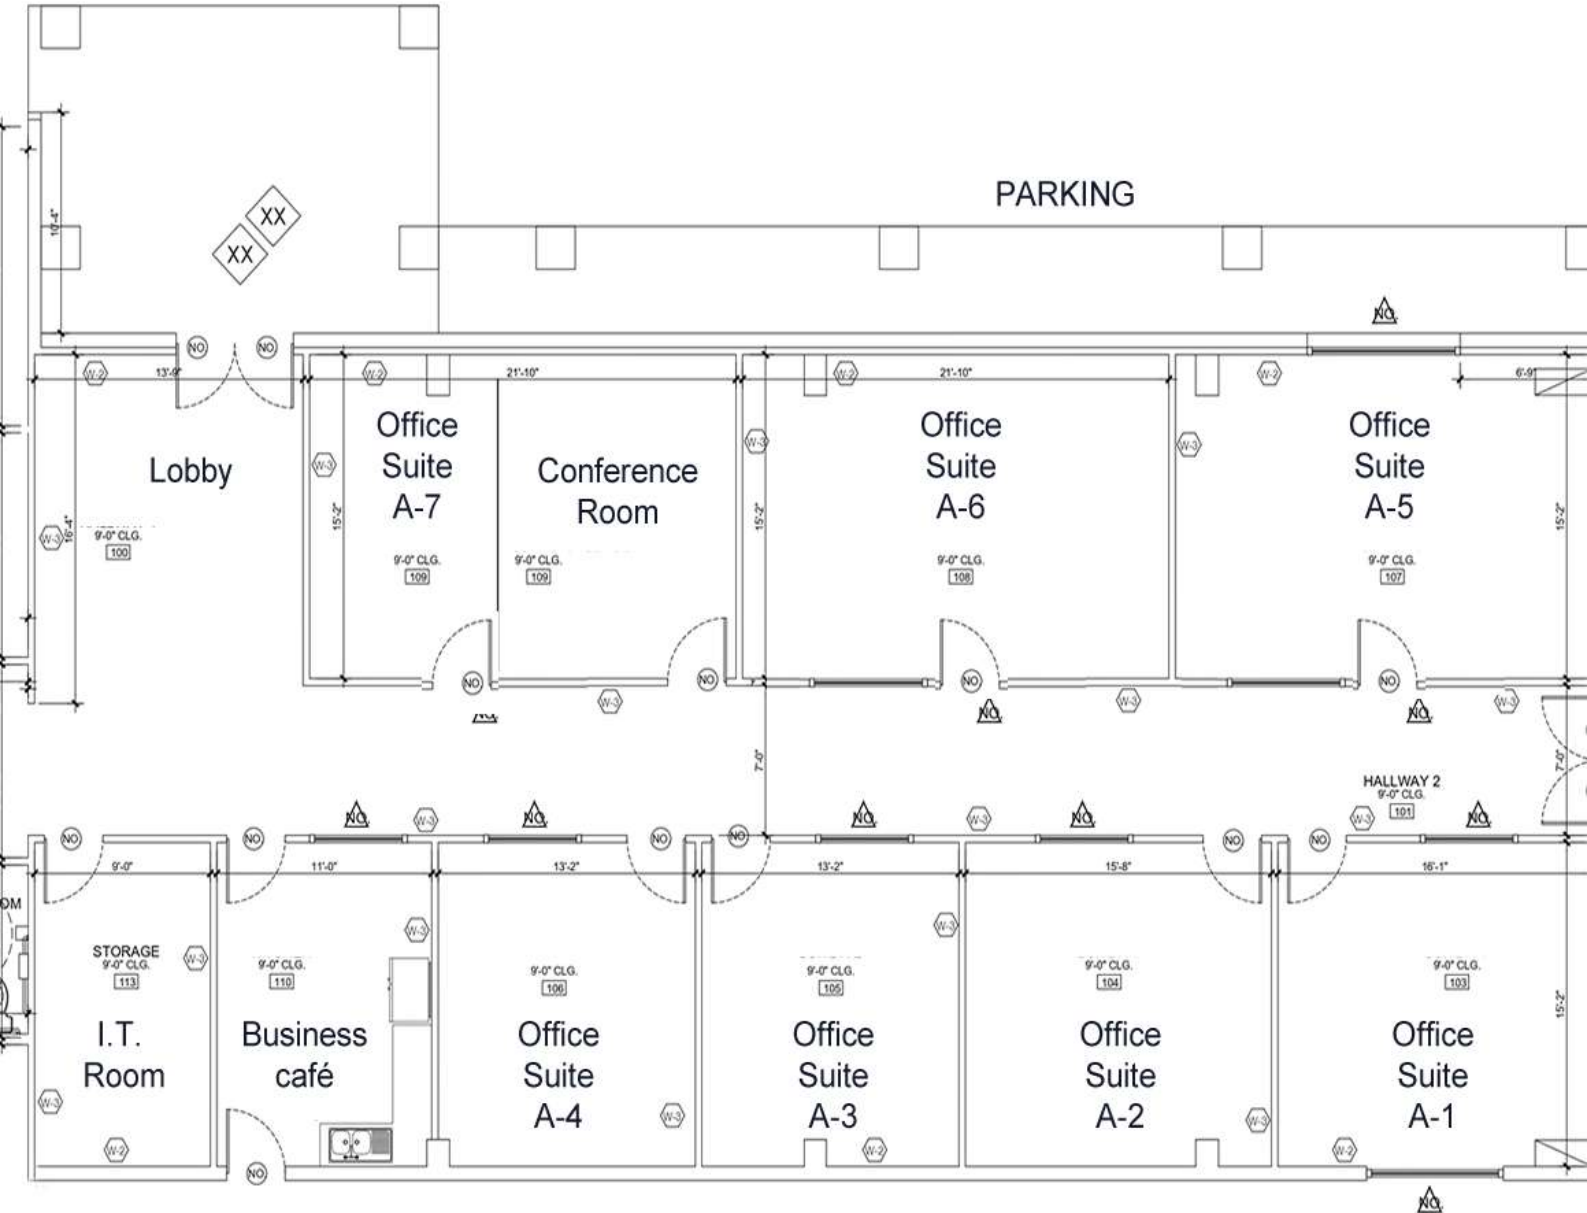 PARKING
XX
XX
10'-4"
NO.
NO
NO
W-2
13'-9"
W-2
21'-10"
W-2
21'-10"
W-2
6'-9"
Office
Suite
A-7
Conference
Room
Office
Suite
A-6
Office
Suite
A-5
Lobby
W-3
W-3
W-3
W-3
16'-4"
15'-2"
15'-2"
15'-2"
9'-0" CLG.
100
9'-0" CLG.
109
9'-0" CLG.
109
9'-0" CLG.
108
9'-0" CLG.
107
NO
NO
NO
NO
W-3
W-3
W-3
NO.
NO.
7'-0"
7'-0"
HALLWAY 2
9'-0" CLG.
101
NO
NO
NO.
W-3
NO.
NO
NO
NO.
W-3
NO.
NO
NO
W-3
NO.
9'-0"
11'-0"
13'-2"
13'-2"
15'-8"
16'-1"
OM
STORAGE
9'-0" CLG.
113
W-3
9'-0" CLG.
110
W-3
9'-0" CLG.
106
9'-0" CLG.
105
W-3
9'-0" CLG.
104
9'-0" CLG.
103
15'-2"
I.T.
Room
Business
café
Office
Suite
A-4
Office
Suite
A-3
Office
Suite
A-2
Office
Suite
A-1
W-3
W-3
W-3
W-2
W-2
W-2
NO
NO.